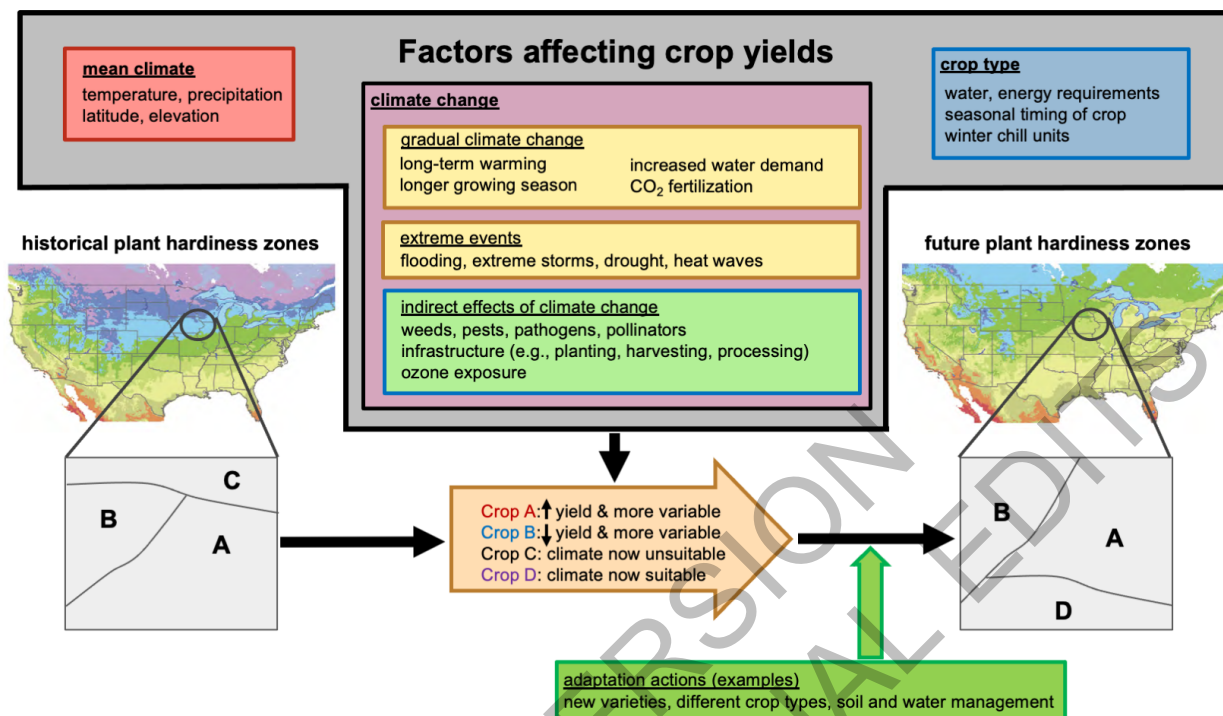 Factors affecting crop yields
mean climate
temperature, precipitation
latitude, elevation
climate change
gradual climate change
long-term warming
longer growing season
increased water demand
CO₂ fertilization
extreme events
flooding, extreme storms, drought, heat waves
indirect effects of climate change
weeds, pests, pathogens, pollinators
infrastructure (e.g., planting, harvesting, processing)
ozone exposure
crop type
water, energy requirements
seasonal timing of crop
winter chill units
historical plant hardiness zones
future plant hardiness zones
C
B
A
Crop A:↑ yield & more variable
Crop B:↓ yield & more variable
Crop C: climate now unsuitable
Crop D: climate now suitable
B
A
D
adaptation actions (examples)
new varieties, different crop types, soil and water management
VERSION
EDITS